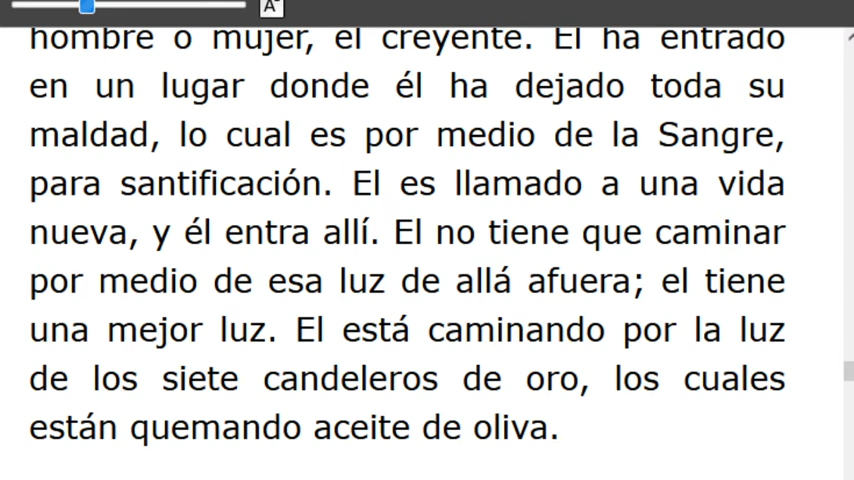 A
hombre o mujer, el creyente. El ha entrado
en un lugar donde él ha dejado toda su
maldad, lo cual es por medio de la Sangre,
para santificación. El es llamado a una vida
nueva, y él entra allí. El no tiene que caminar
por medio de esa luz de allá afuera; el tiene
una mejor luz. El está caminando por la luz
de los siete candeleros de oro, los cuales
están quemando aceite de oliva.